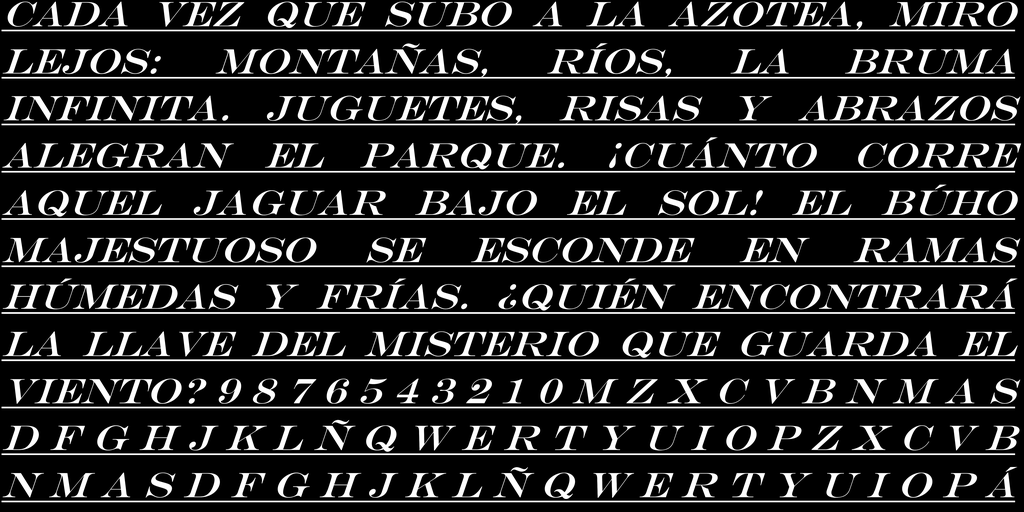 CADA VEZ QUE SUBO A LA AZOTEA, MIRO
LEJOS: MONTAÑAS, RÍOS, LA BRUMA
INFINITA. JUGUETES, RISAS Y ABRAZOS
ALEGRAN EL PARQUE. ¡CUÁNTO CORRE
AQUEL JAGUAR BAJO EL SOL! EL BÚHO
MAJESTUOSO SE ESCONDE EN RAMAS
HÚMEDAS Y FRÍAS. ¿QUIÉN ENCONTRARÁ
LA LLAVE DEL MISTERIO QUE GUARDA EL
VIENTO? 9 8 7 6 5 4 3 2 1 0 M Z X C V B N M A S
D F G H J K L Ñ Q W E R T Y U I O P Z X C V B
N M A S D F G H J K L Ñ Q W E R T Y U I O P Á